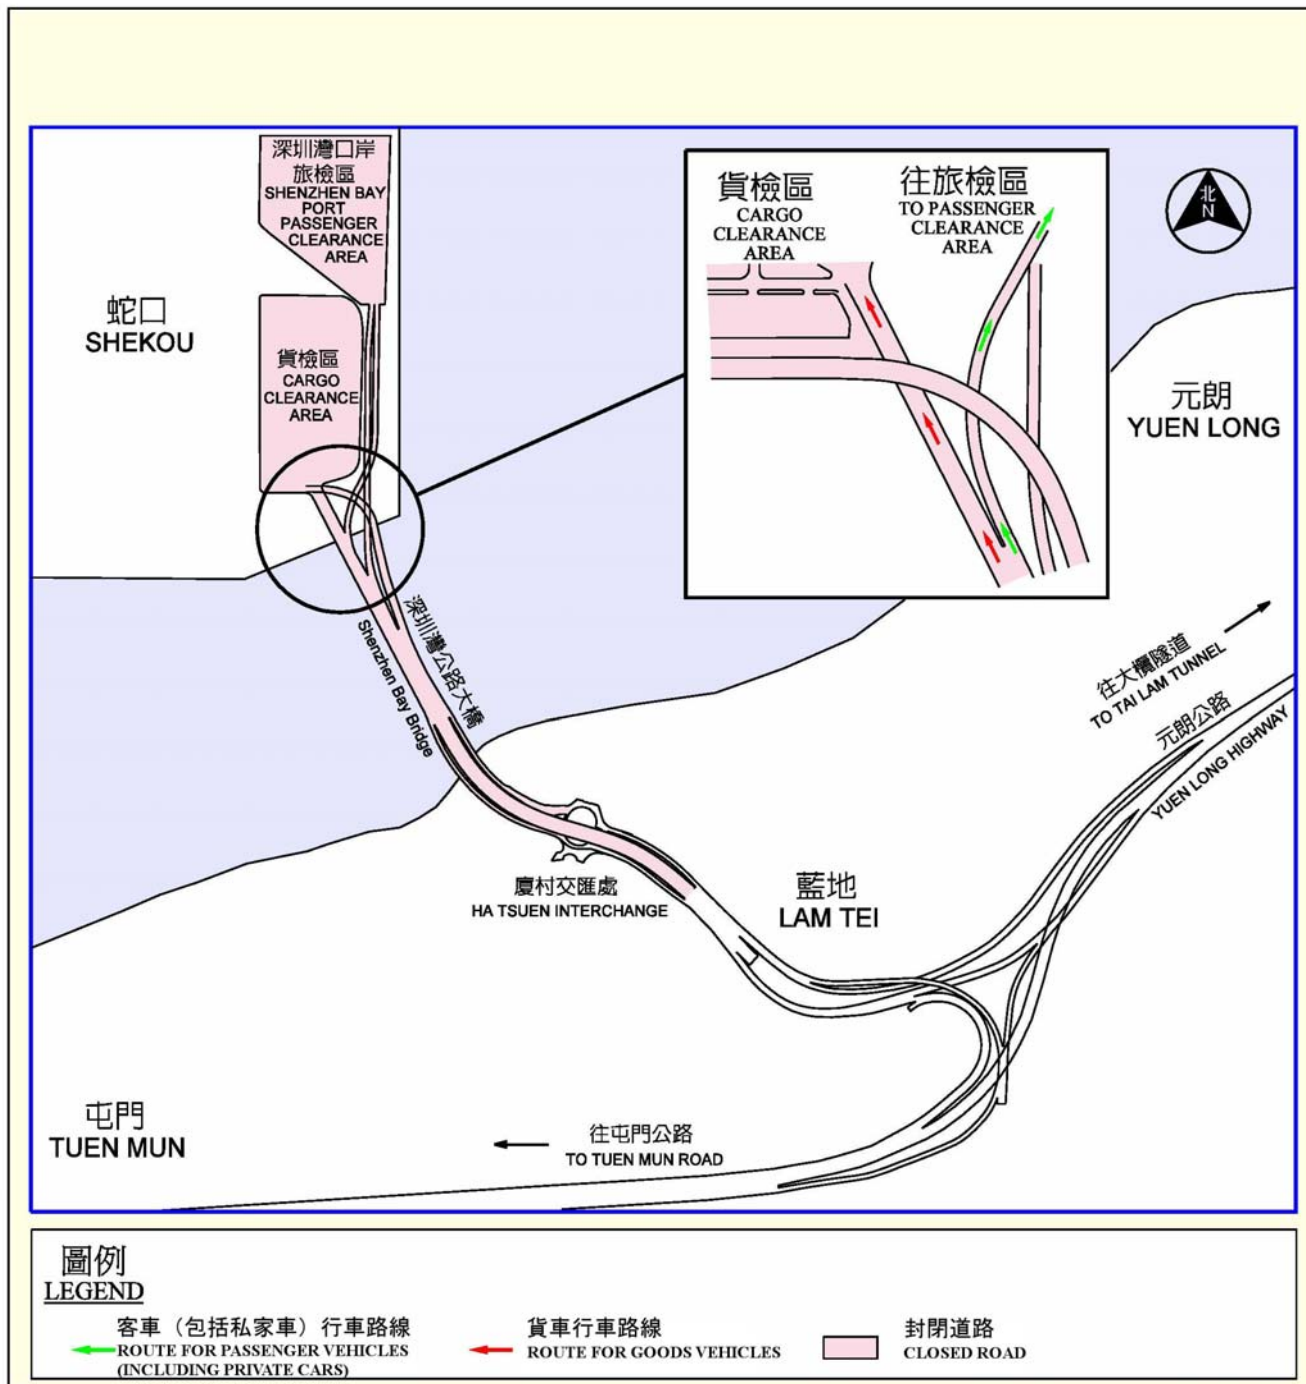 深圳灣口岸
旅檢區
SHENZHEN BAY
PORT
PASSENGER
CLEARANCE
AREA
蛇口
SHEKOU
貨檢區
CARGO
CLEARANCE
AREA
貨檢區
CARGO
CLEARANCE
AREA
往旅檢區
TO PASSENGER
CLEARANCE
AREA
北
N
元朗
YUEN LONG
深圳灣公路大橋
Shenzhen Bay Bridge
往大欖隧道
TO TAI LAM TUNNEL
元朗公路
YUEN LONG HIGHWAY
廈村交匯處
HA TSUEN INTERCHANGE
藍地
LAM TEI
屯門
TUEN MUN
往屯門公路
TO TUEN MUN ROAD
圖例
LEGEND
客車（包括私家車）行車路線
ROUTE FOR PASSENGER VEHICLES
(INCLUDING PRIVATE CARS)
貨車行車路線
ROUTE FOR GOODS VEHICLES
封閉道路
CLOSED ROAD